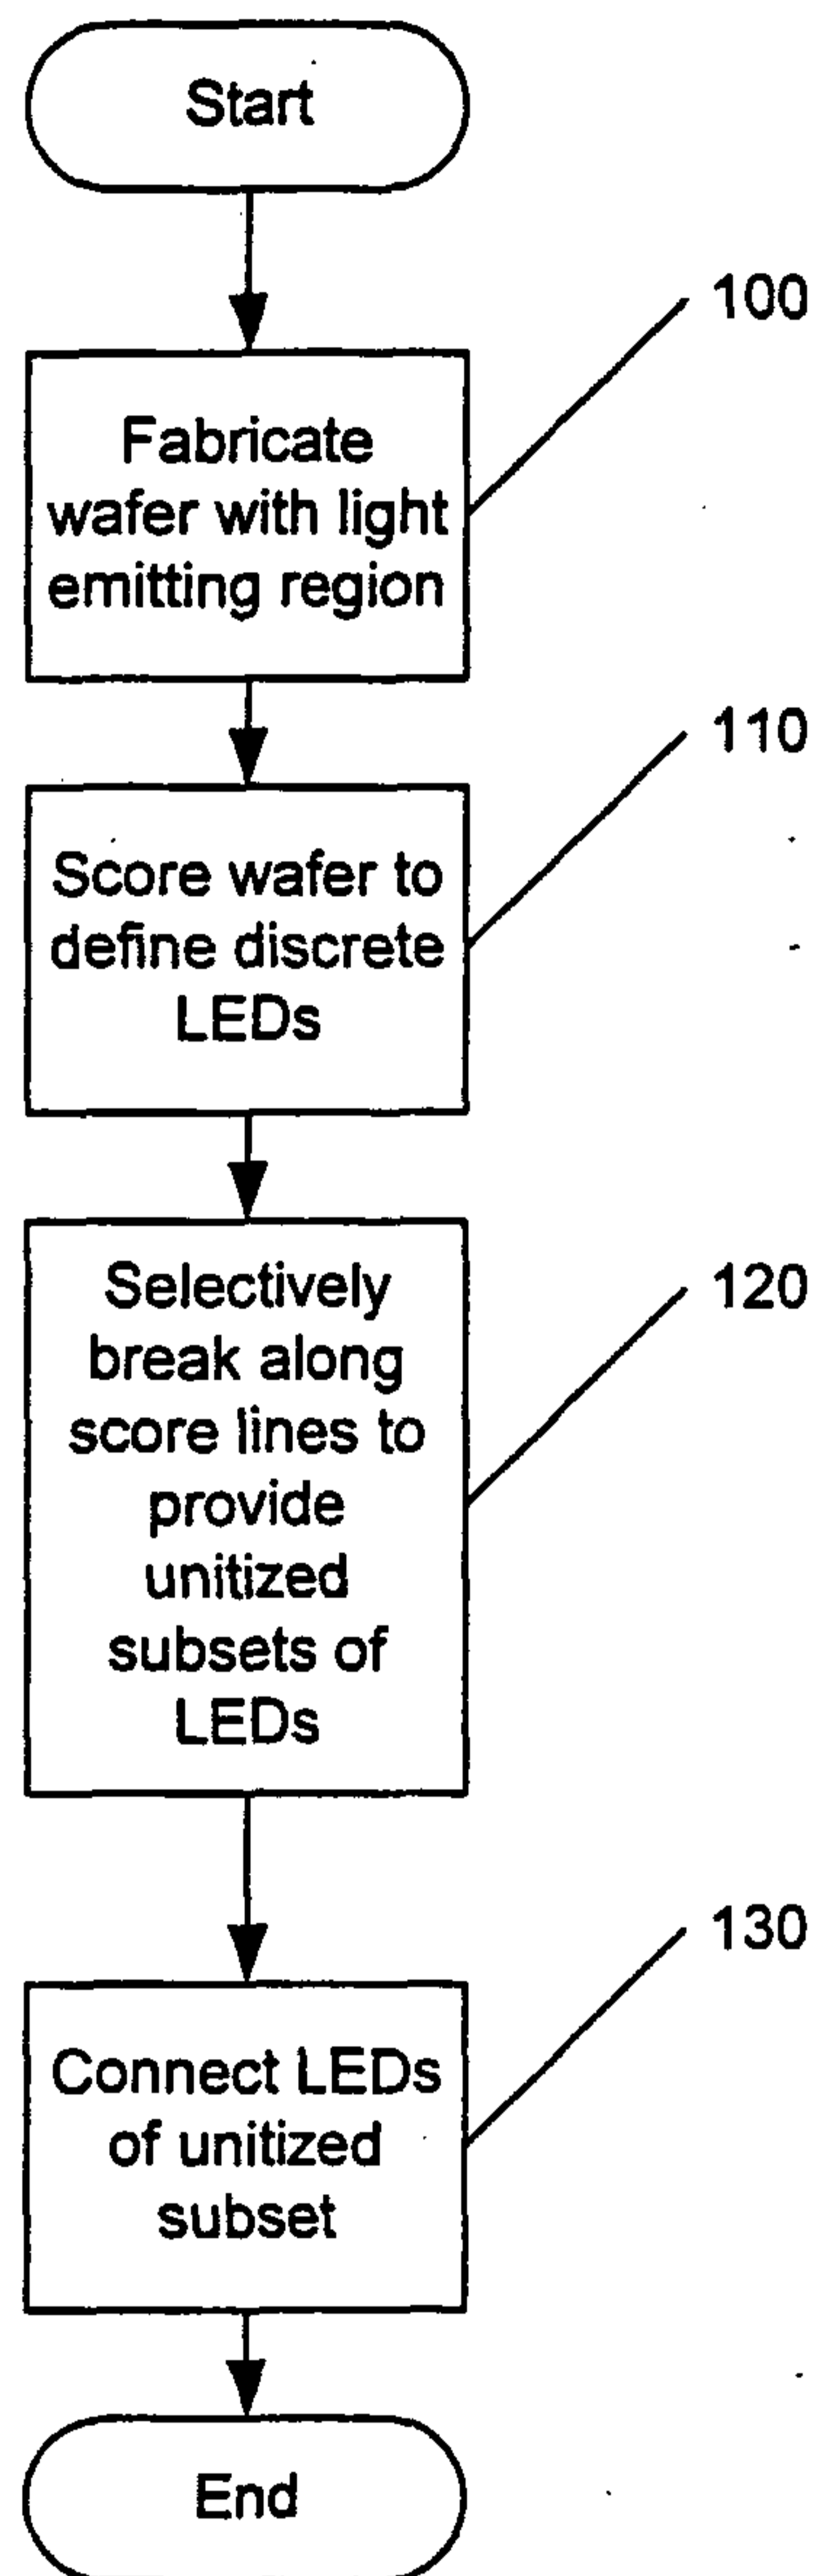 Start
100
Fabricate
wafer with light
emitting region
110
Score wafer to
define discrete
LEDs
120
Selectively
break along
score lines to
provide
unitized
subsets of
LEDs
130
Connect LEDs
of unitized
subset
End